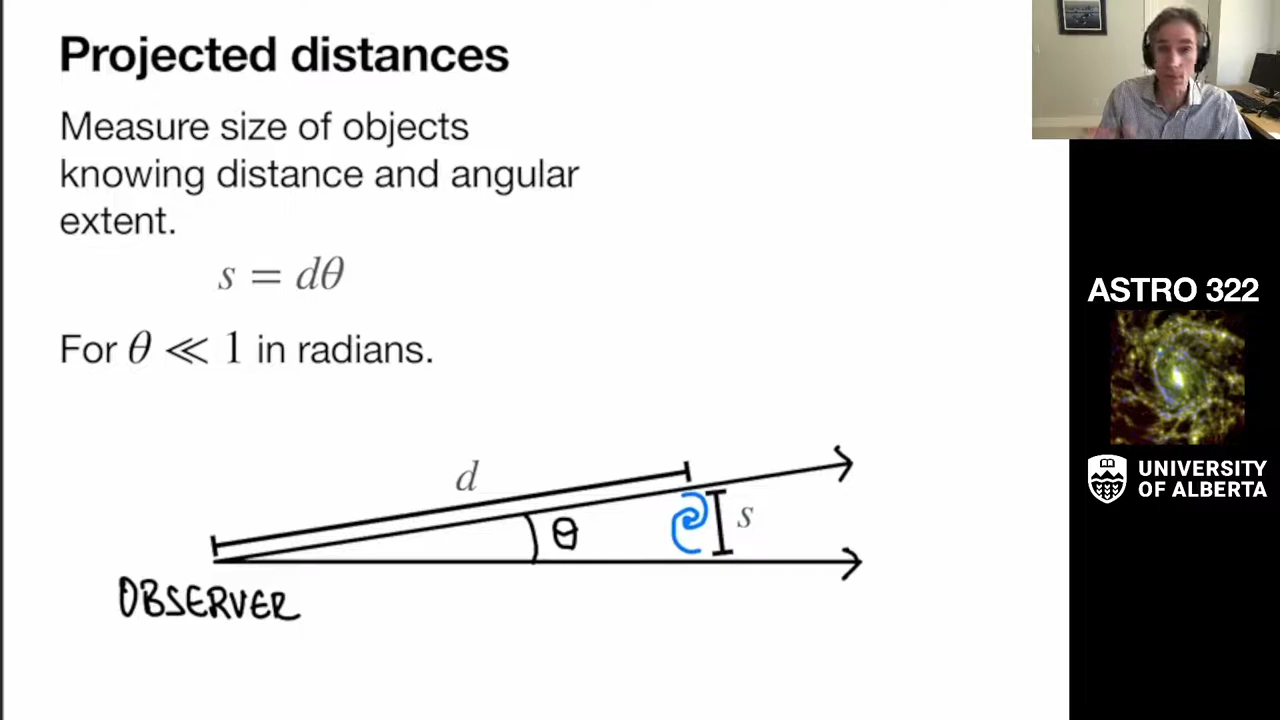 Projected distances
Measure size of objects
knowing distance and angular
extent.
s = dθ
For θ ≪ 1 in radians.
d
θ
s
OBSERVER
ASTRO 322
UNIVERSITY
OF ALBERTA